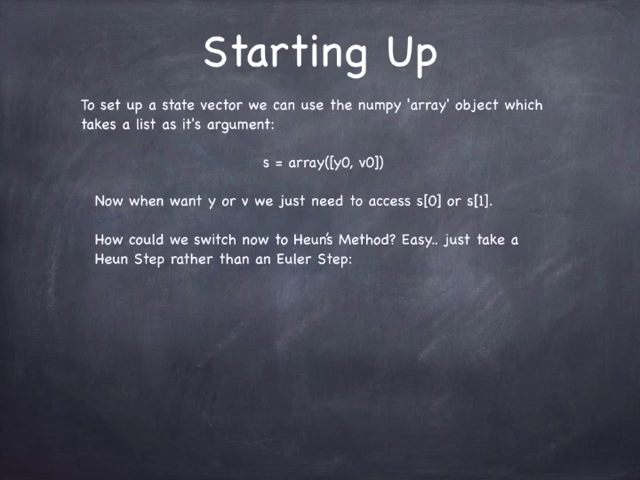 Starting Up
To set up a state vector we can use the numpy 'array' object which
takes a list as it's argument:
s = array([y0, v0])
Now when want y or v we just need to access s[0] or s[1].
How could we switch now to Heun's Method? Easy.. just take a
Heun Step rather than an Euler Step: